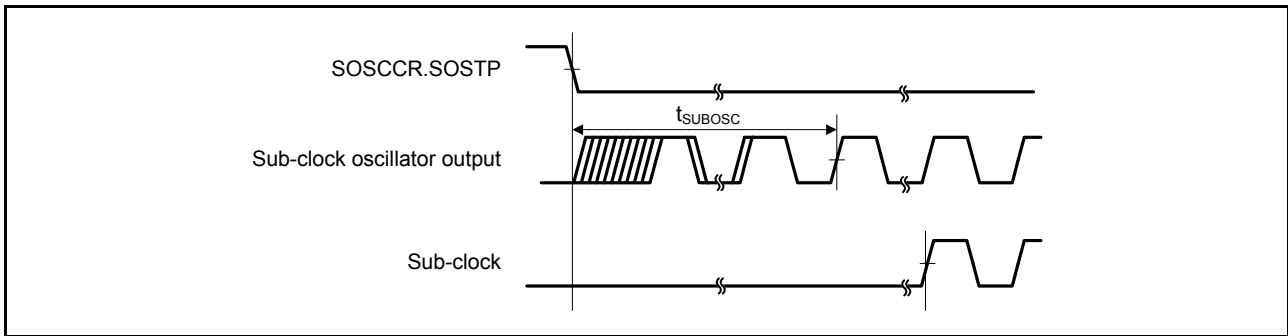 SOSCCR.SOSTP
tSUBOSC
Sub-clock oscillator output
Sub-clock